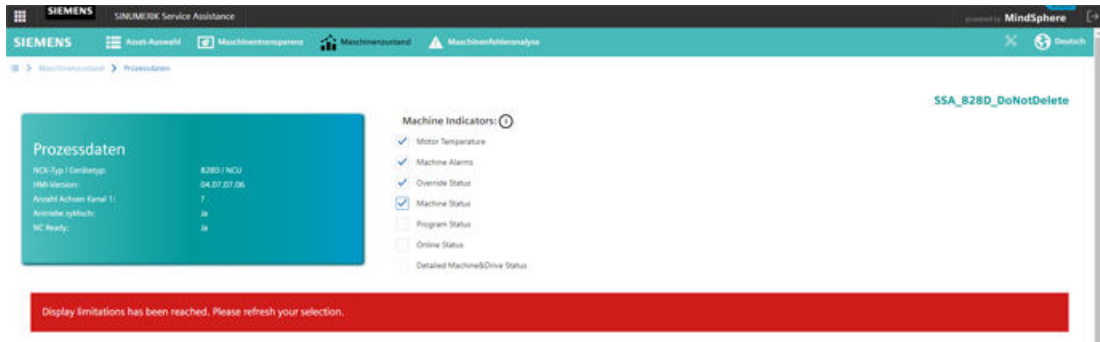 SIEMENS SINUMERIK Service Assistance powered by MindSphere
SIEMENS Asset-Auswahl Maschinentransparenz Maschinenzustand Maschinenfehleranalyse Deutsch
Maschinenzustand Prozessdaten
SSA_828D_DoNotDelete
Machine Indicators:
Motor Temperature
Machine Alarms
Override Status
Machine Status
Program Status
Online Status
Detailed Machine&Drive Status
Prozessdaten
NCK-Typ / Gerätetyp: 828D / NCU
HMI-Version: 04.07.07.06
Anzahl Achsen Kanal 1: 7
Antriebe zyklisch: Ja
NC Ready: Ja
Display limitations has been reached. Please refresh your selection.